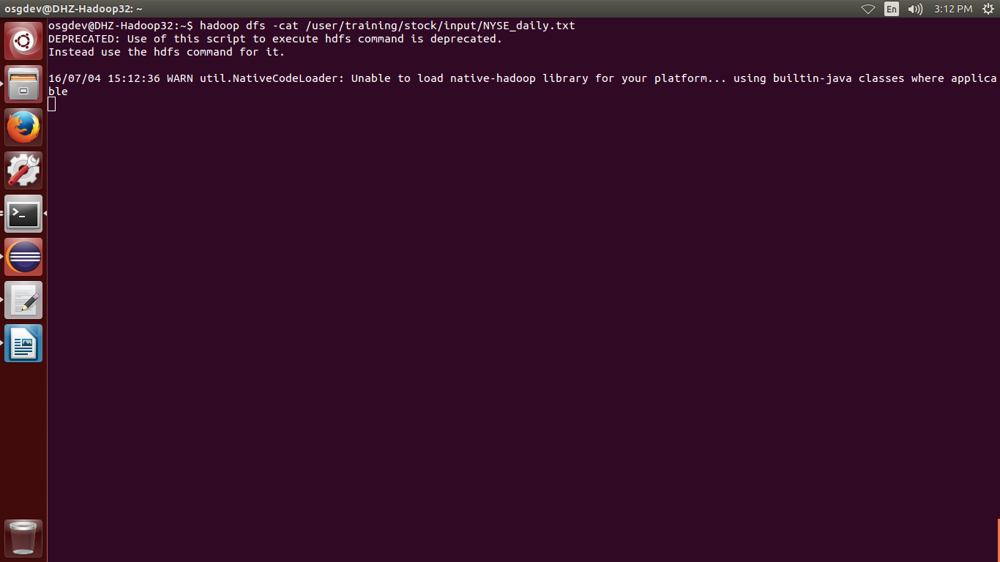 osgdev@DHZ-Hadoop32: ~
En
3:12 PM
osgdev@DHZ-Hadoop32:~$ hadoop dfs -cat /user/training/stock/input/NYSE_daily.txt
DEPRECATED: Use of this script to execute hdfs command is deprecated.
Instead use the hdfs command for it.
16/07/04 15:12:36 WARN util.NativeCodeLoader: Unable to load native-hadoop library for your platform... using builtin-java classes where applica
ble